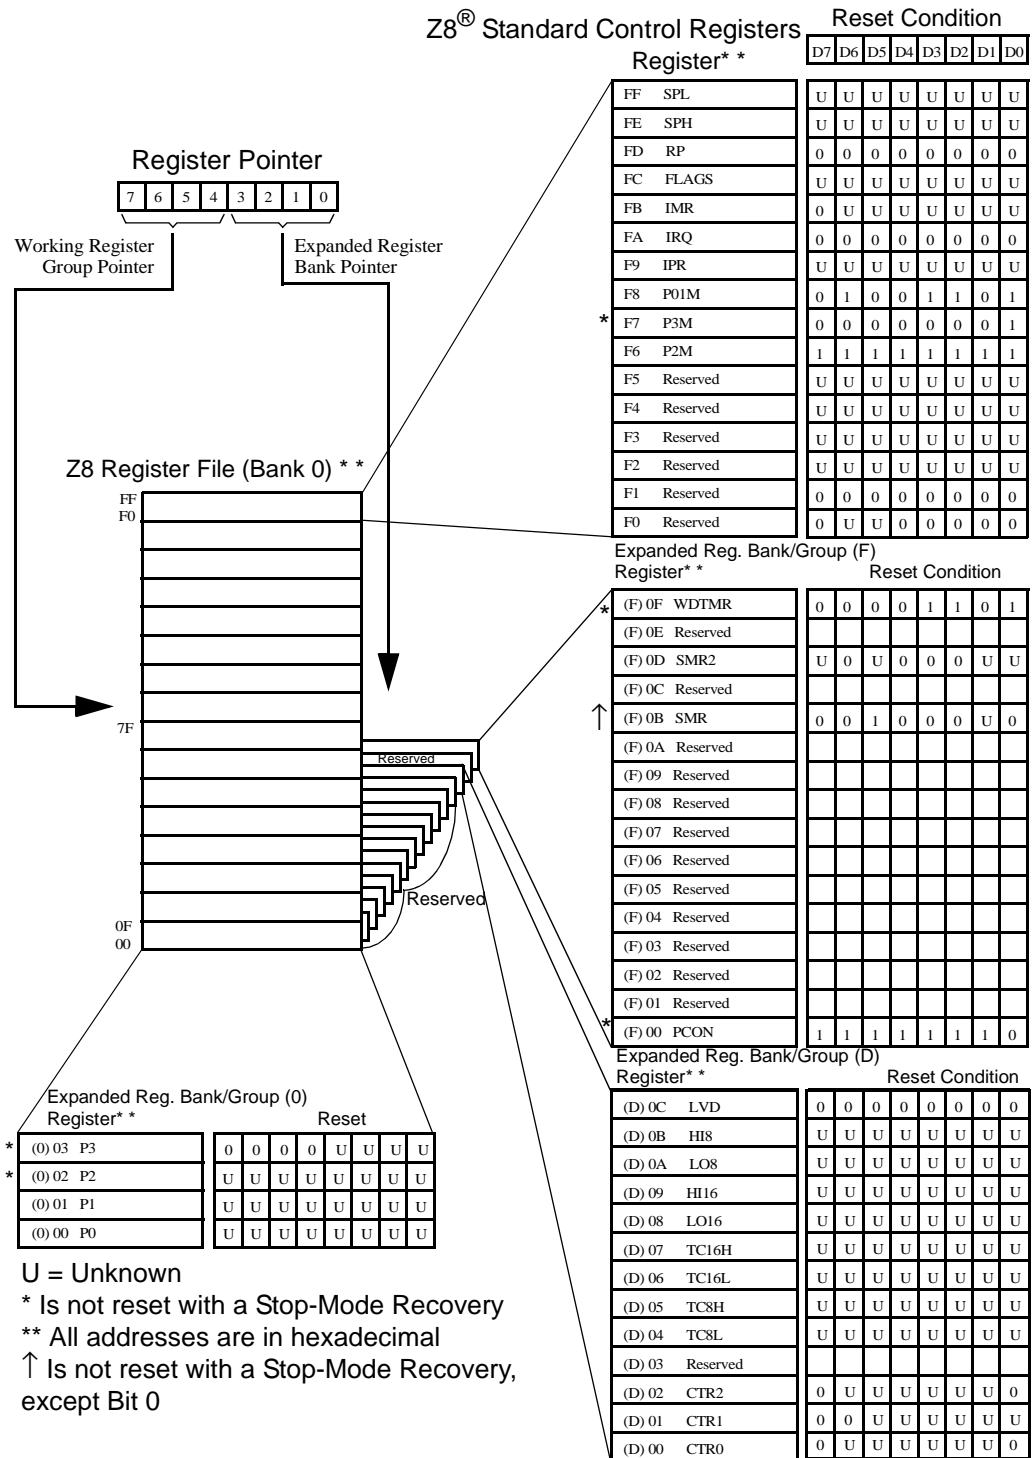 Z8® Standard Control Registers
Register* *
Reset Condition
D7 D6 D5 D4 D3 D2 D1 D0
FF SPL U U U U U U U U
FE SPH U U U U U U U U
FD RP 0 0 0 0 0 0 0 0
FC FLAGS U U U U U U U U
FB IMR 0 U U U U U U U
FA IRQ 0 0 0 0 0 0 0 0
F9 IPR U U U U U U U U
F8 P01M 0 1 0 0 1 1 0 1
* F7 P3M 0 0 0 0 0 0 0 1
F6 P2M 1 1 1 1 1 1 1 1
F5 Reserved U U U U U U U U
F4 Reserved U U U U U U U U
F3 Reserved U U U U U U U U
F2 Reserved U U U U U U U U
F1 Reserved 0 0 0 0 0 0 0 0
F0 Reserved 0 U U 0 0 0 0 0
Register Pointer
7 6 5 4 3 2 1 0
Working Register
Group Pointer
Expanded Register
Bank Pointer
Z8 Register File (Bank 0) * *
FF
F0
7F
0F
00
Reserved
Reserved
Expanded Reg. Bank/Group (F)
Register* *
Reset Condition
* (F) 0F WDTMR 0 0 0 0 1 1 0 1
(F) 0E Reserved
(F) 0D SMR2 U 0 U 0 0 0 U U
(F) 0C Reserved
↑ (F) 0B SMR 0 0 1 0 0 0 U 0
(F) 0A Reserved
(F) 09 Reserved
(F) 08 Reserved
(F) 07 Reserved
(F) 06 Reserved
(F) 05 Reserved
(F) 04 Reserved
(F) 03 Reserved
(F) 02 Reserved
(F) 01 Reserved
* (F) 00 PCON 1 1 1 1 1 1 1 0
Expanded Reg. Bank/Group (D)
Register* *
Reset Condition
(D) 0C LVD 0 0 0 0 0 0 0 0
(D) 0B HI8 U U U U U U U U
(D) 0A LO8 U U U U U U U U
(D) 09 HI16 U U U U U U U U
(D) 08 LO16 U U U U U U U U
(D) 07 TC16H U U U U U U U U
(D) 06 TC16L U U U U U U U U
(D) 05 TC8H U U U U U U U U
(D) 04 TC8L U U U U U U U U
(D) 03 Reserved
(D) 02 CTR2 0 U U U U U U 0
(D) 01 CTR1 0 0 U U U U U U
(D) 00 CTR0 0 U U U U U U 0
Expanded Reg. Bank/Group (0)
Register* *
Reset
* (0) 03 P3 0 0 0 0 U U U U
* (0) 02 P2 U U U U U U U U
(0) 01 P1 U U U U U U U U
(0) 00 P0 U U U U U U U U
U = Unknown
* Is not reset with a Stop-Mode Recovery
** All addresses are in hexadecimal
↑ Is not reset with a Stop-Mode Recovery,
except Bit 0